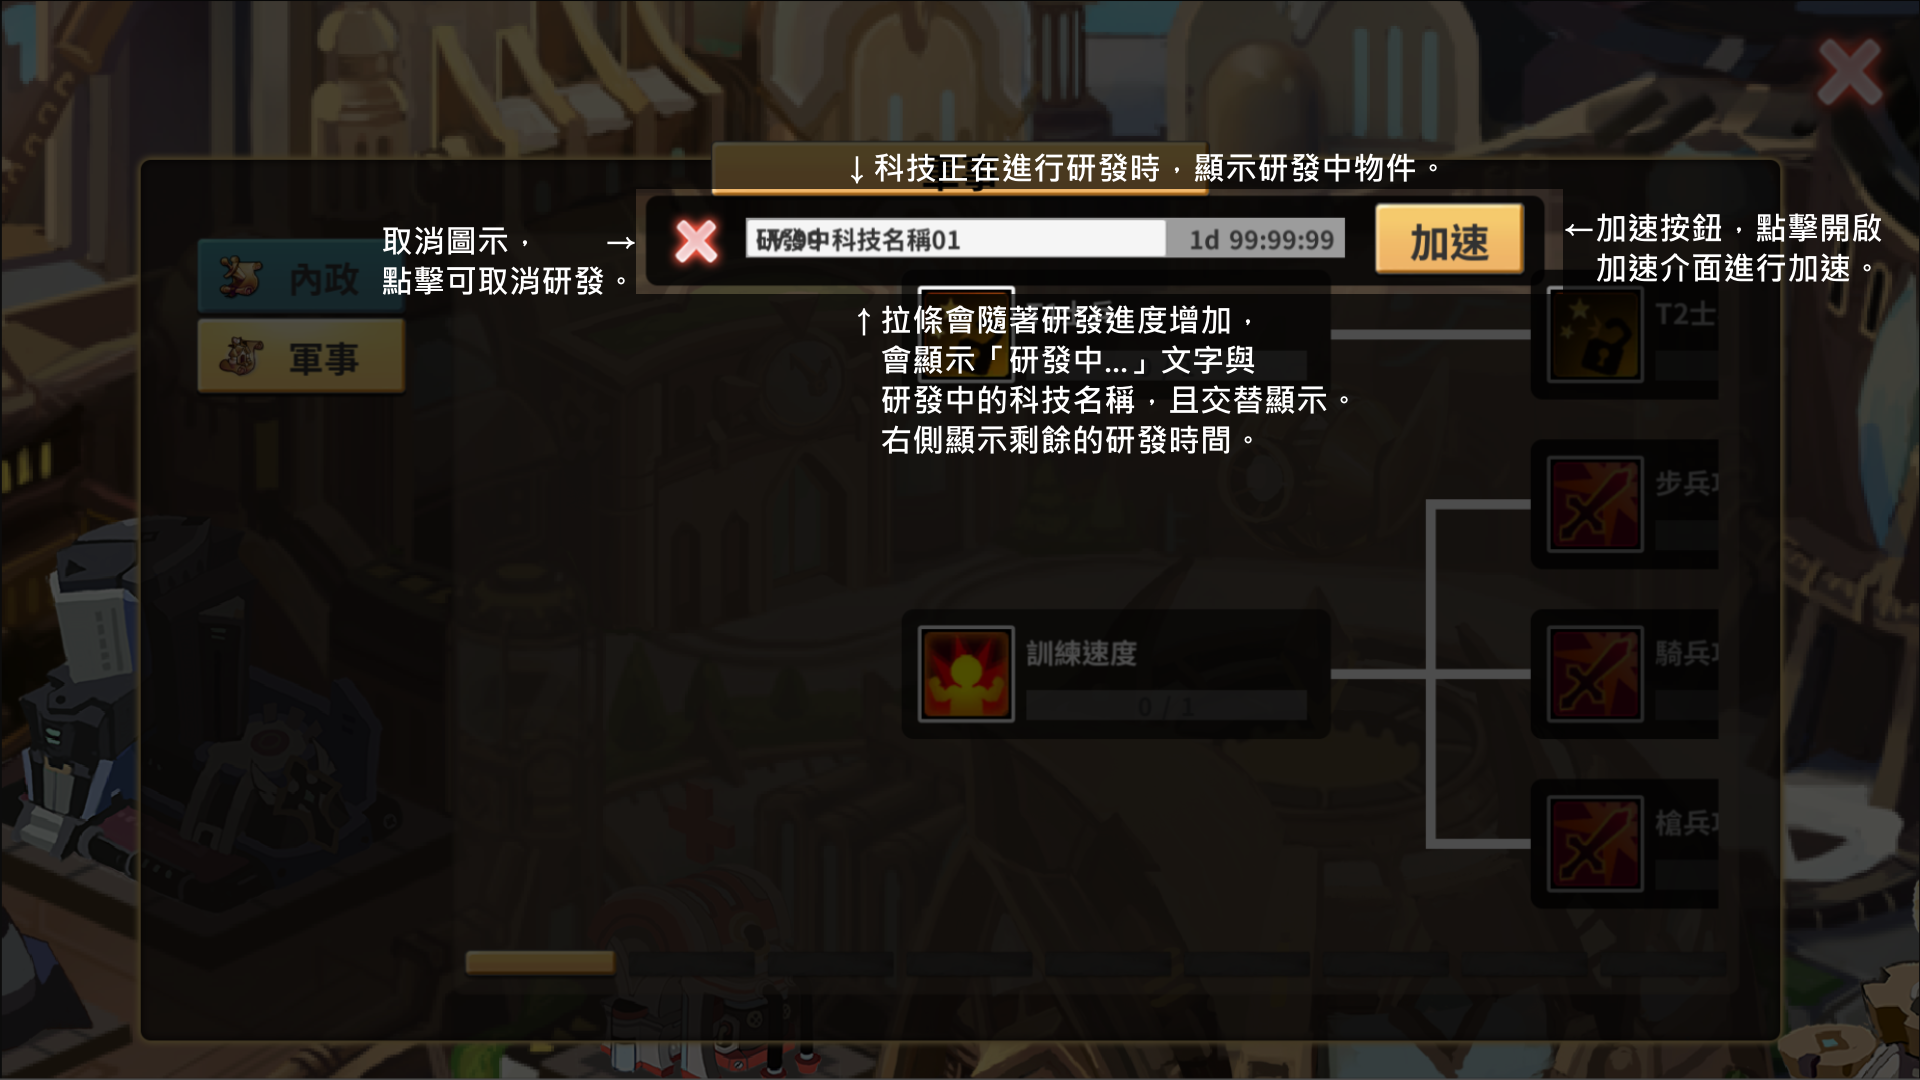 ↓科技正在進行研發時，顯示研發中物件。
取消圖示，　→
點擊可取消研發。
研發中科技名稱01
1d 99:99:99
加速
←加速按鈕，點擊開啟
加速介面進行加速。
內政
軍事
↑拉條會隨著研發進度增加，
會顯示「研發中...」文字與
研發中的科技名稱，且交替顯示。
右側顯示剩餘的研發時間。
T2士
步兵
訓練速度
0 / 1
騎兵
槍兵